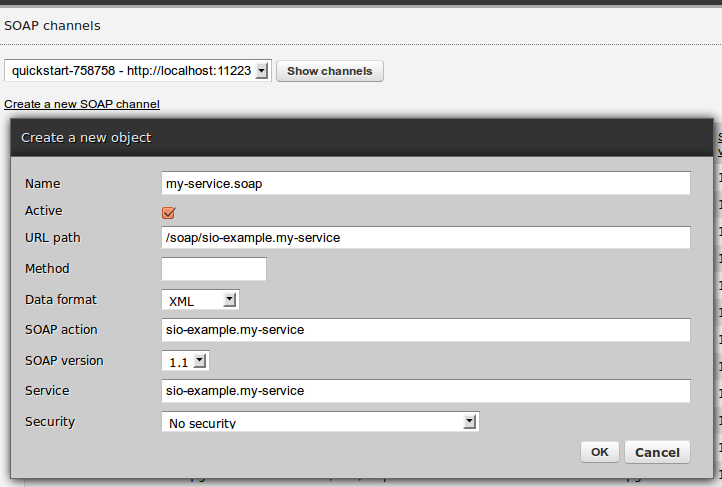 SOAP channels
quickstart-758758 - http://localhost:11223 Show channels
Create a new SOAP channel
Create a new object
Name my-service.soap
Active
URL path /soap/sio-example.my-service
Method
Data format XML
SOAP action sio-example.my-service
SOAP version 1.1
Service sio-example.my-service
Security No security
OK Cancel